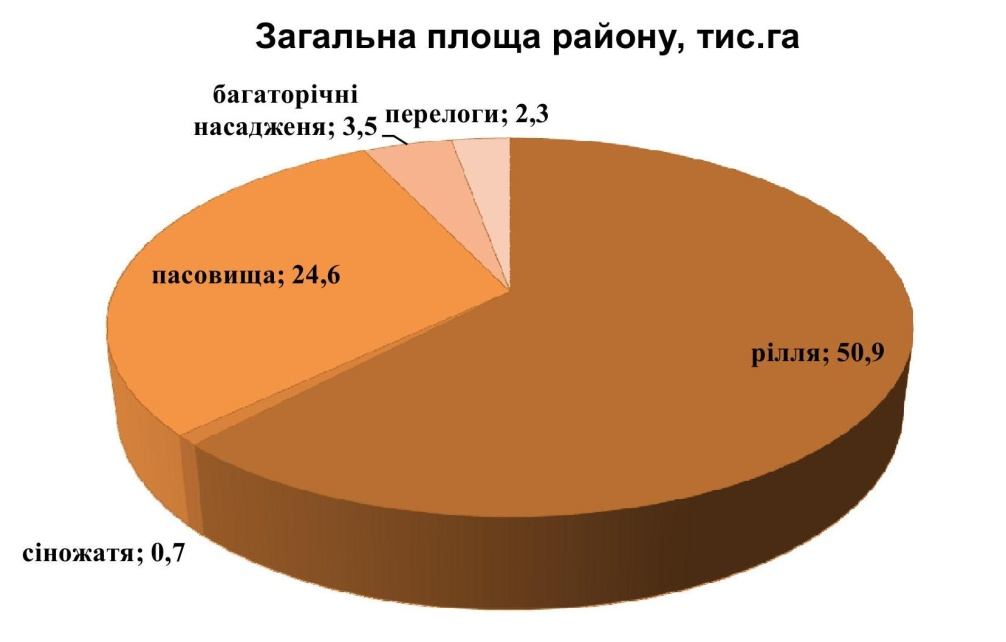 Загальна площа району, тис.га
багаторічні
насадженя; 3,5
перелоги; 2,3
пасовища; 24,6
рілля; 50,9
сіножатя; 0,7